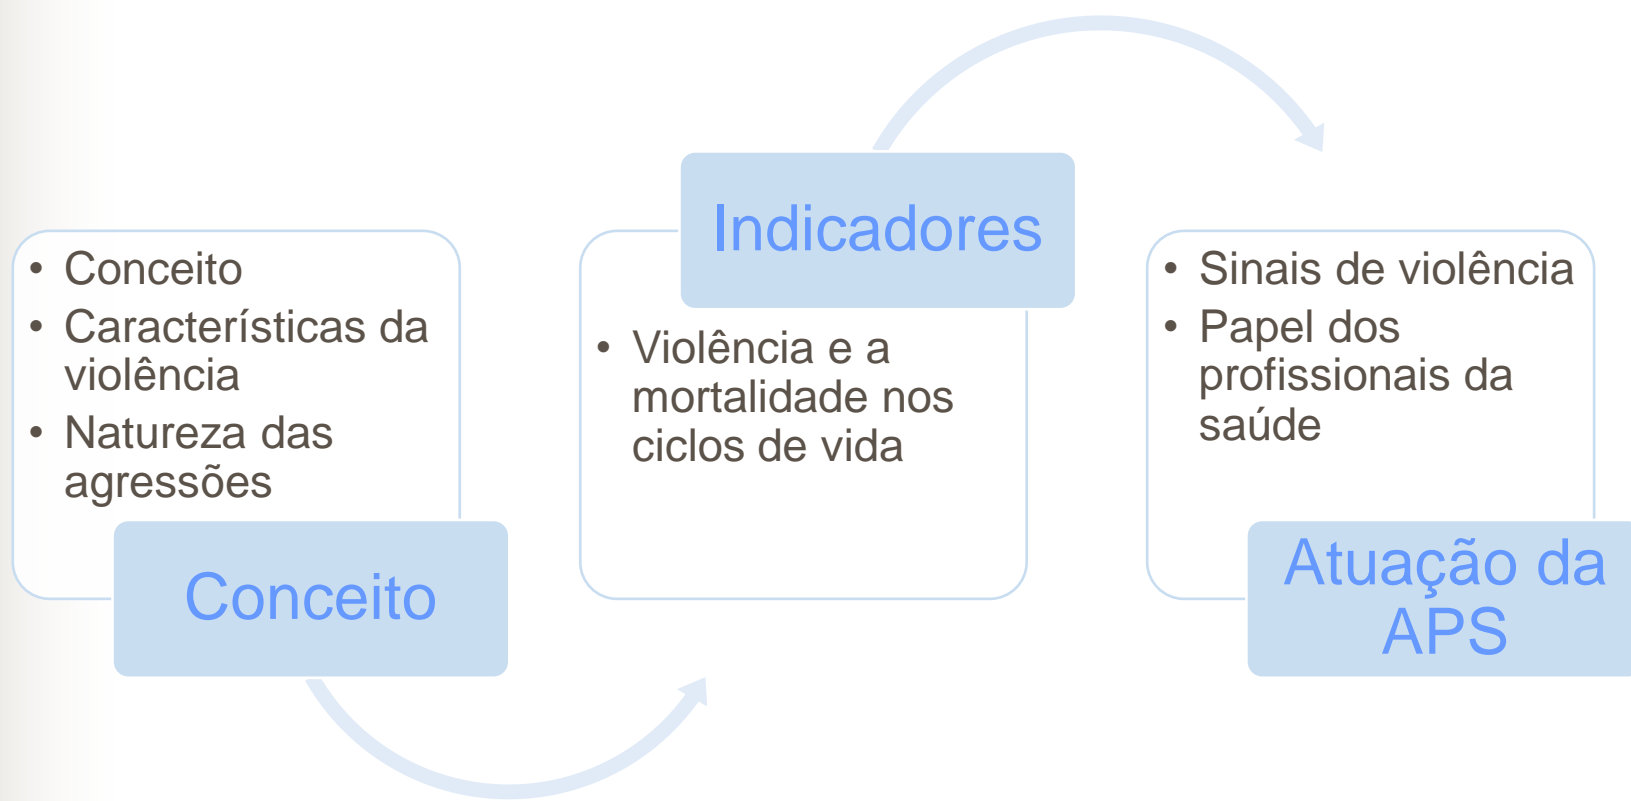 • Conceito
• Características da
violência
• Natureza das
agressões
Conceito
Indicadores
• Violência e a
mortalidade nos
ciclos de vida
• Sinais de violência
• Papel dos
profissionais da
saúde
Atuação da
APS